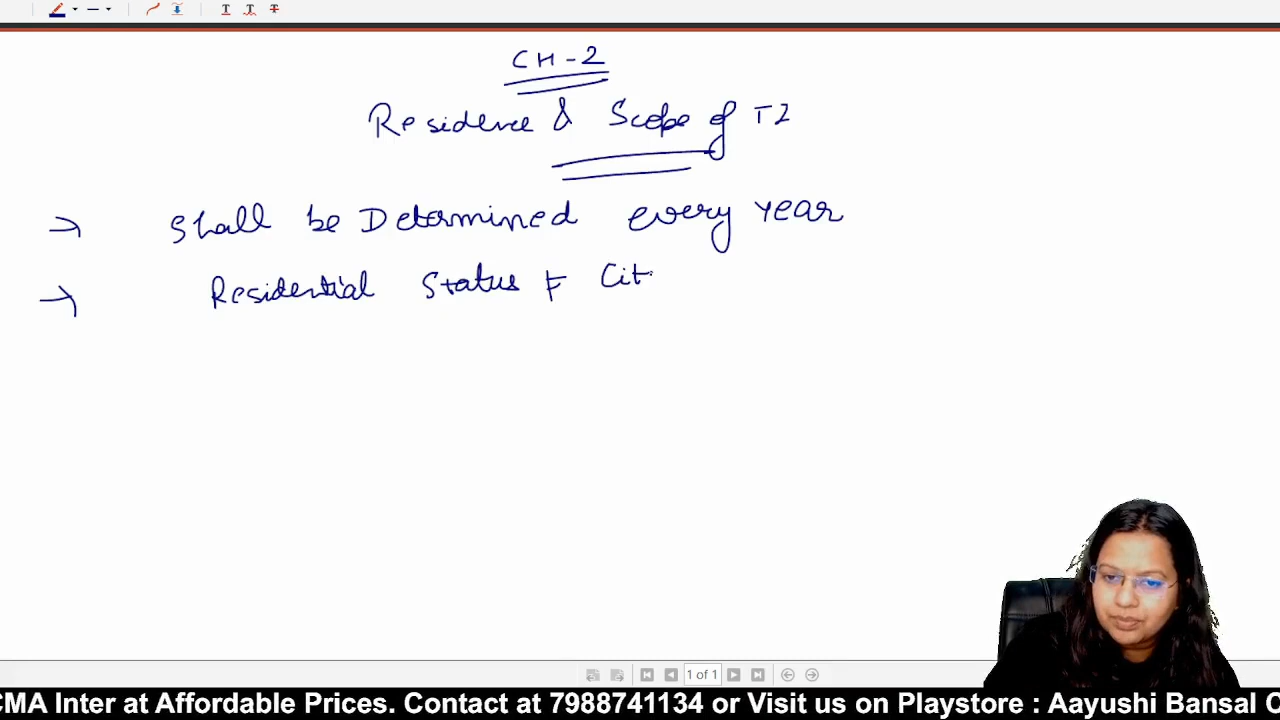 CH-2
Residence & Scope of TI
→ Shall be Determined every year
→ Residential Status ≠ Cit
1 of 1
CMA Inter at Affordable Prices. Contact at 7988741134 or Visit us on Playstore : Aayushi Bansal C